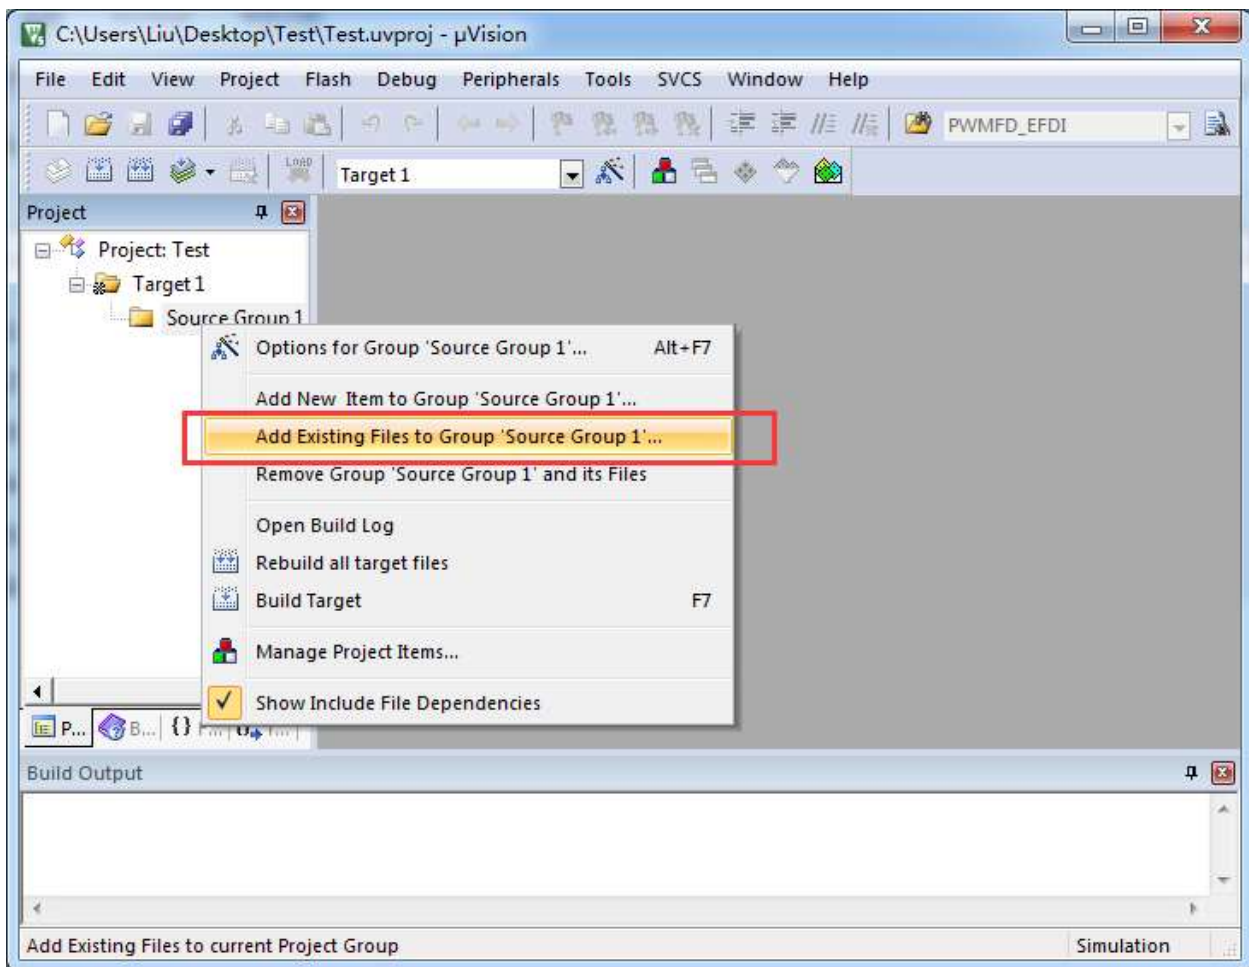 C:\Users\Liu\Desktop\Test\Test.uvproj - µVision
File Edit View Project Flash Debug Peripherals Tools SVCS Window Help
PWMFD_EFDI
LOAD Target 1
Project
Project: Test
Target 1
Source Group 1
Options for Group 'Source Group 1'... Alt+F7
Add New Item to Group 'Source Group 1'...
Add Existing Files to Group 'Source Group 1'...
Remove Group 'Source Group 1' and its Files
Open Build Log
Rebuild all target files
Build Target F7
Manage Project Items...
Show Include File Dependencies
P... B... {}
Build Output
Add Existing Files to current Project Group Simulation